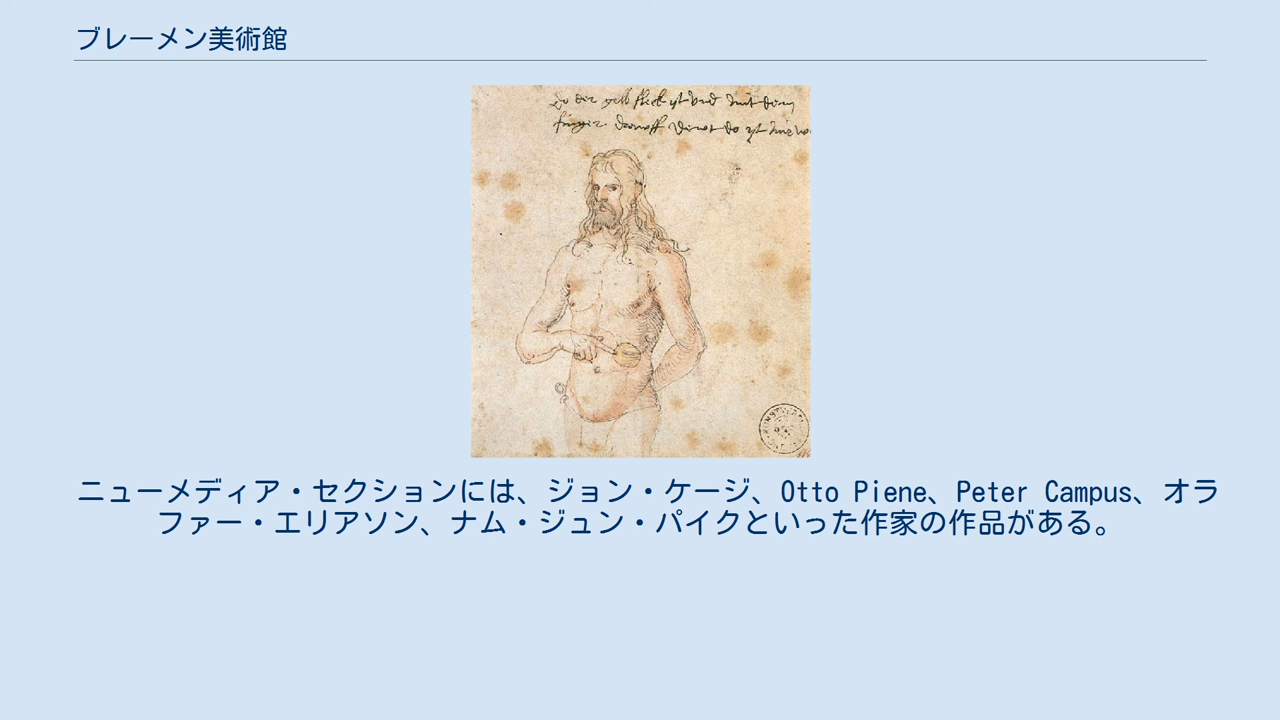 ブレーメン美術館
ニューメディア・セクションには、ジョン・ケージ、Otto Piene、Peter Campus、オラ
ファー・エリアソン、ナム・ジュン・パイクといった作家の作品がある。